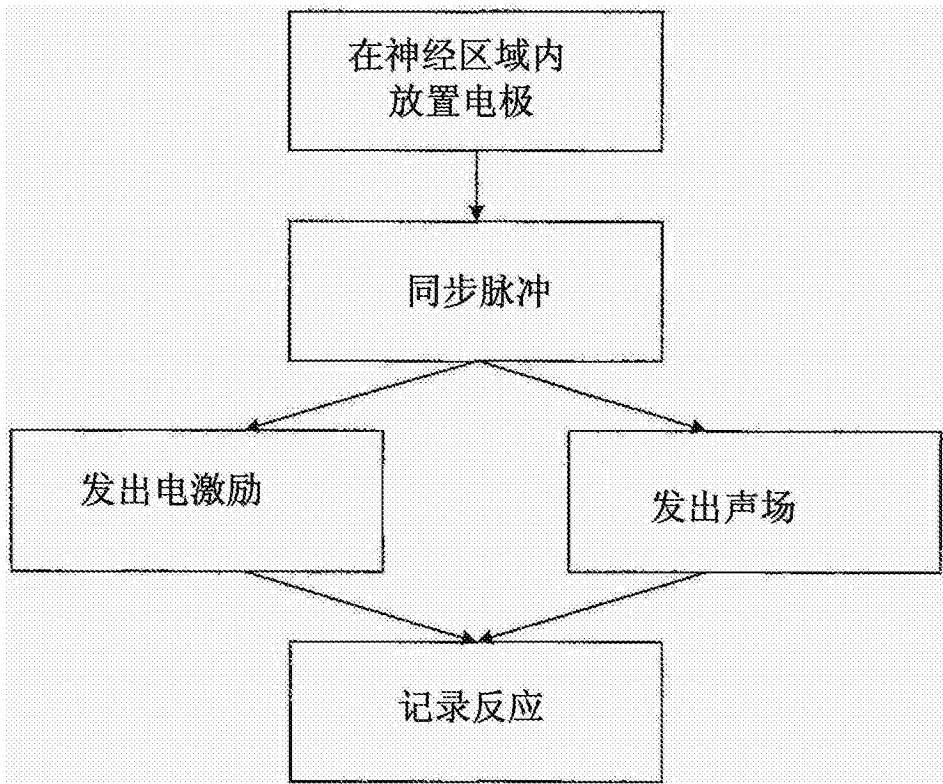 在神经区域内
放置电极
同步脉冲
发出电激励
发出声场
记录反应